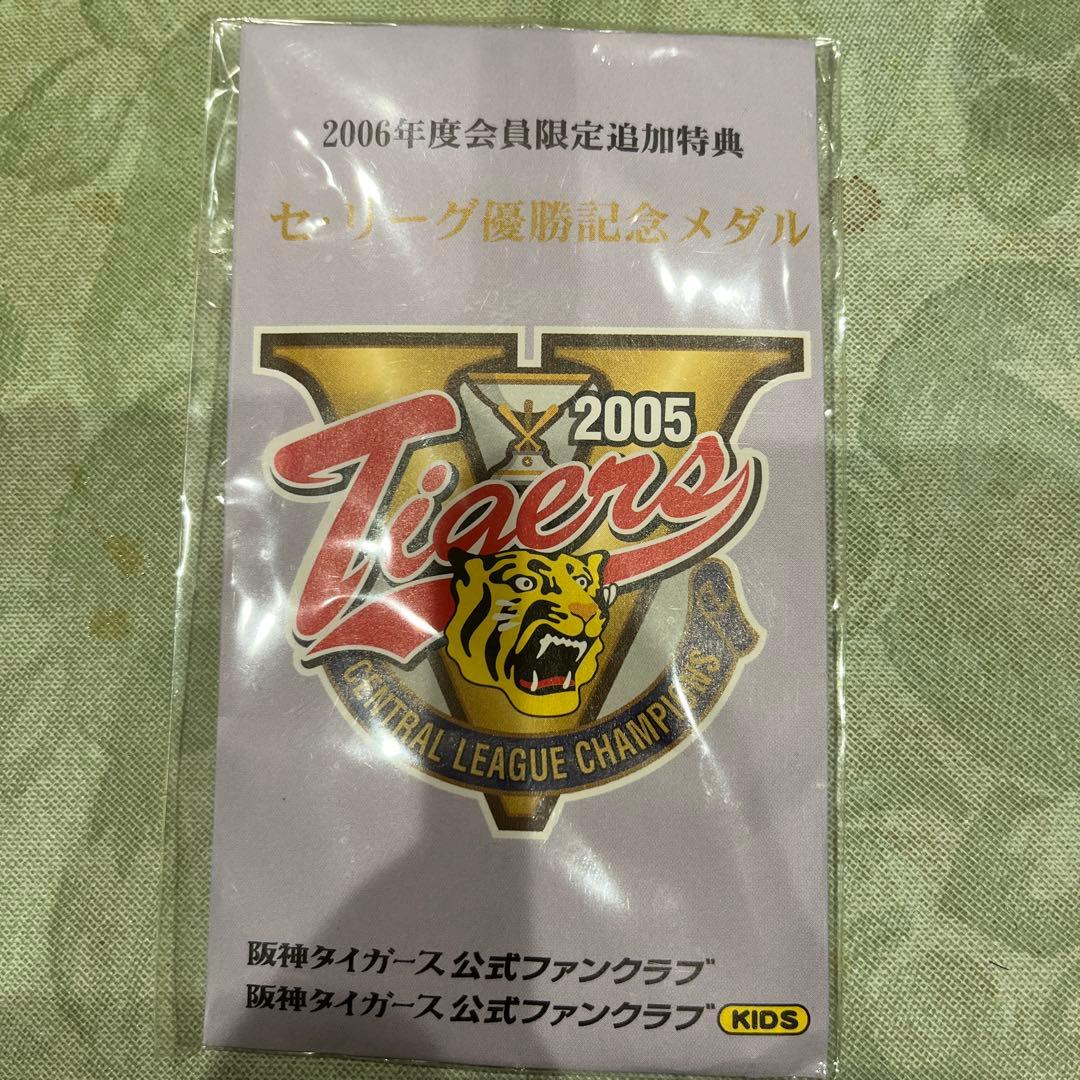 2006年度会員限定追加特典
セ・リーグ優勝記念メダル
2005
Tigers
CENTRAL LEAGUE CHAMPIONS
阪神タイガース公式ファンクラブ
阪神タイガース公式ファンクラブ KIDS